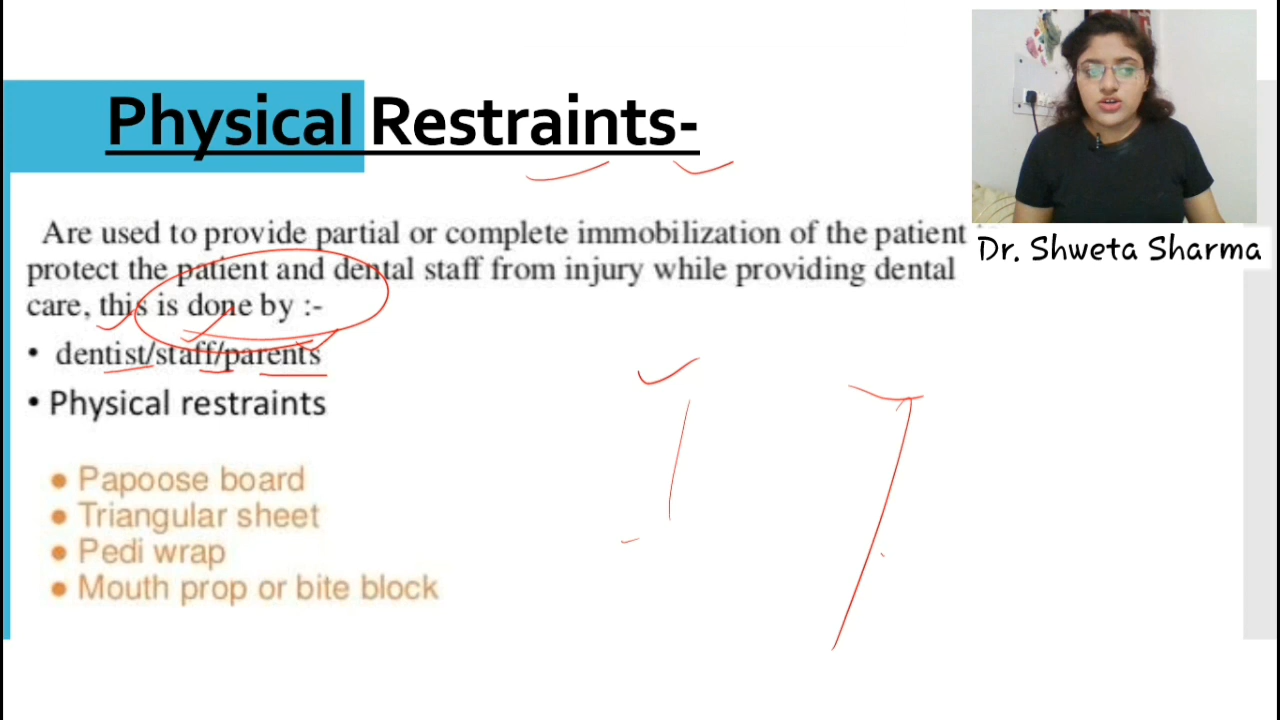 Physical Restraints-
Are used to provide partial or complete immobilization of the patient
protect the patient and dental staff from injury while providing dental
care, this is done by :-
• dentist/staff/parents
• Physical restraints
● Papoose board
● Triangular sheet
● Pedi wrap
● Mouth prop or bite block
Dr. Shweta Sharma